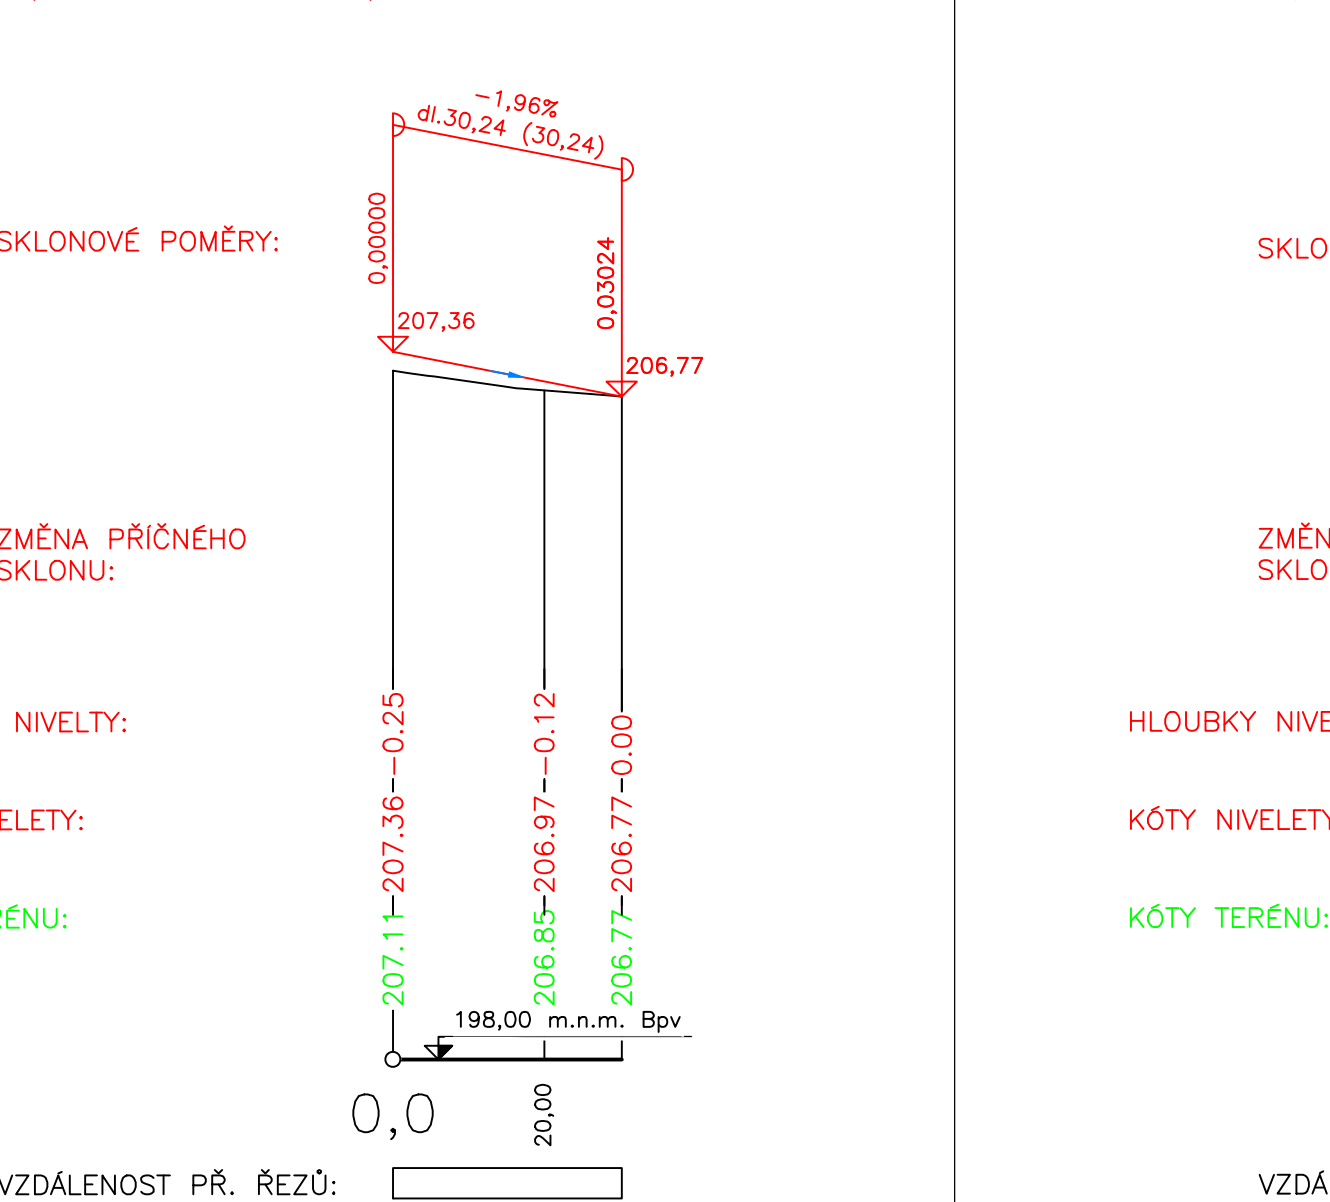 -1,96%
dl.30,24 (30,24)
0,00000
0,03024
SKLONOVÉ POMĚRY:
SKLO
207,36
206,77
ZMĚNA PŘÍČNÉHO
SKLONU:
ZMĚN
SKLO
NIVELTY:
-0.25
-0.12
-0.00
HLOUBKY NIVE
ELETY:
207.36
206.97
206.77
KÓTY NIVELETY
RÉNU:
207.11
206.85
206.77
KÓTY TERÉNU:
198,00 m.n.m. Bpv
0,0
20,00
VZDÁLENOST PŘ. ŘEZŮ:
VZDÁ